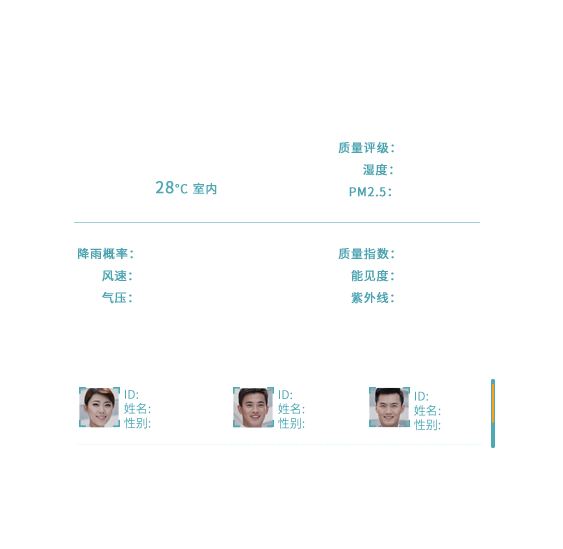 质量评级：
湿度：
28°C 室内
PM2.5：
降雨概率：
质量指数：
风速：
能见度：
气压：
紫外线：
ID:
姓名:
性别:
ID:
姓名:
性别:
ID:
姓名:
性别: